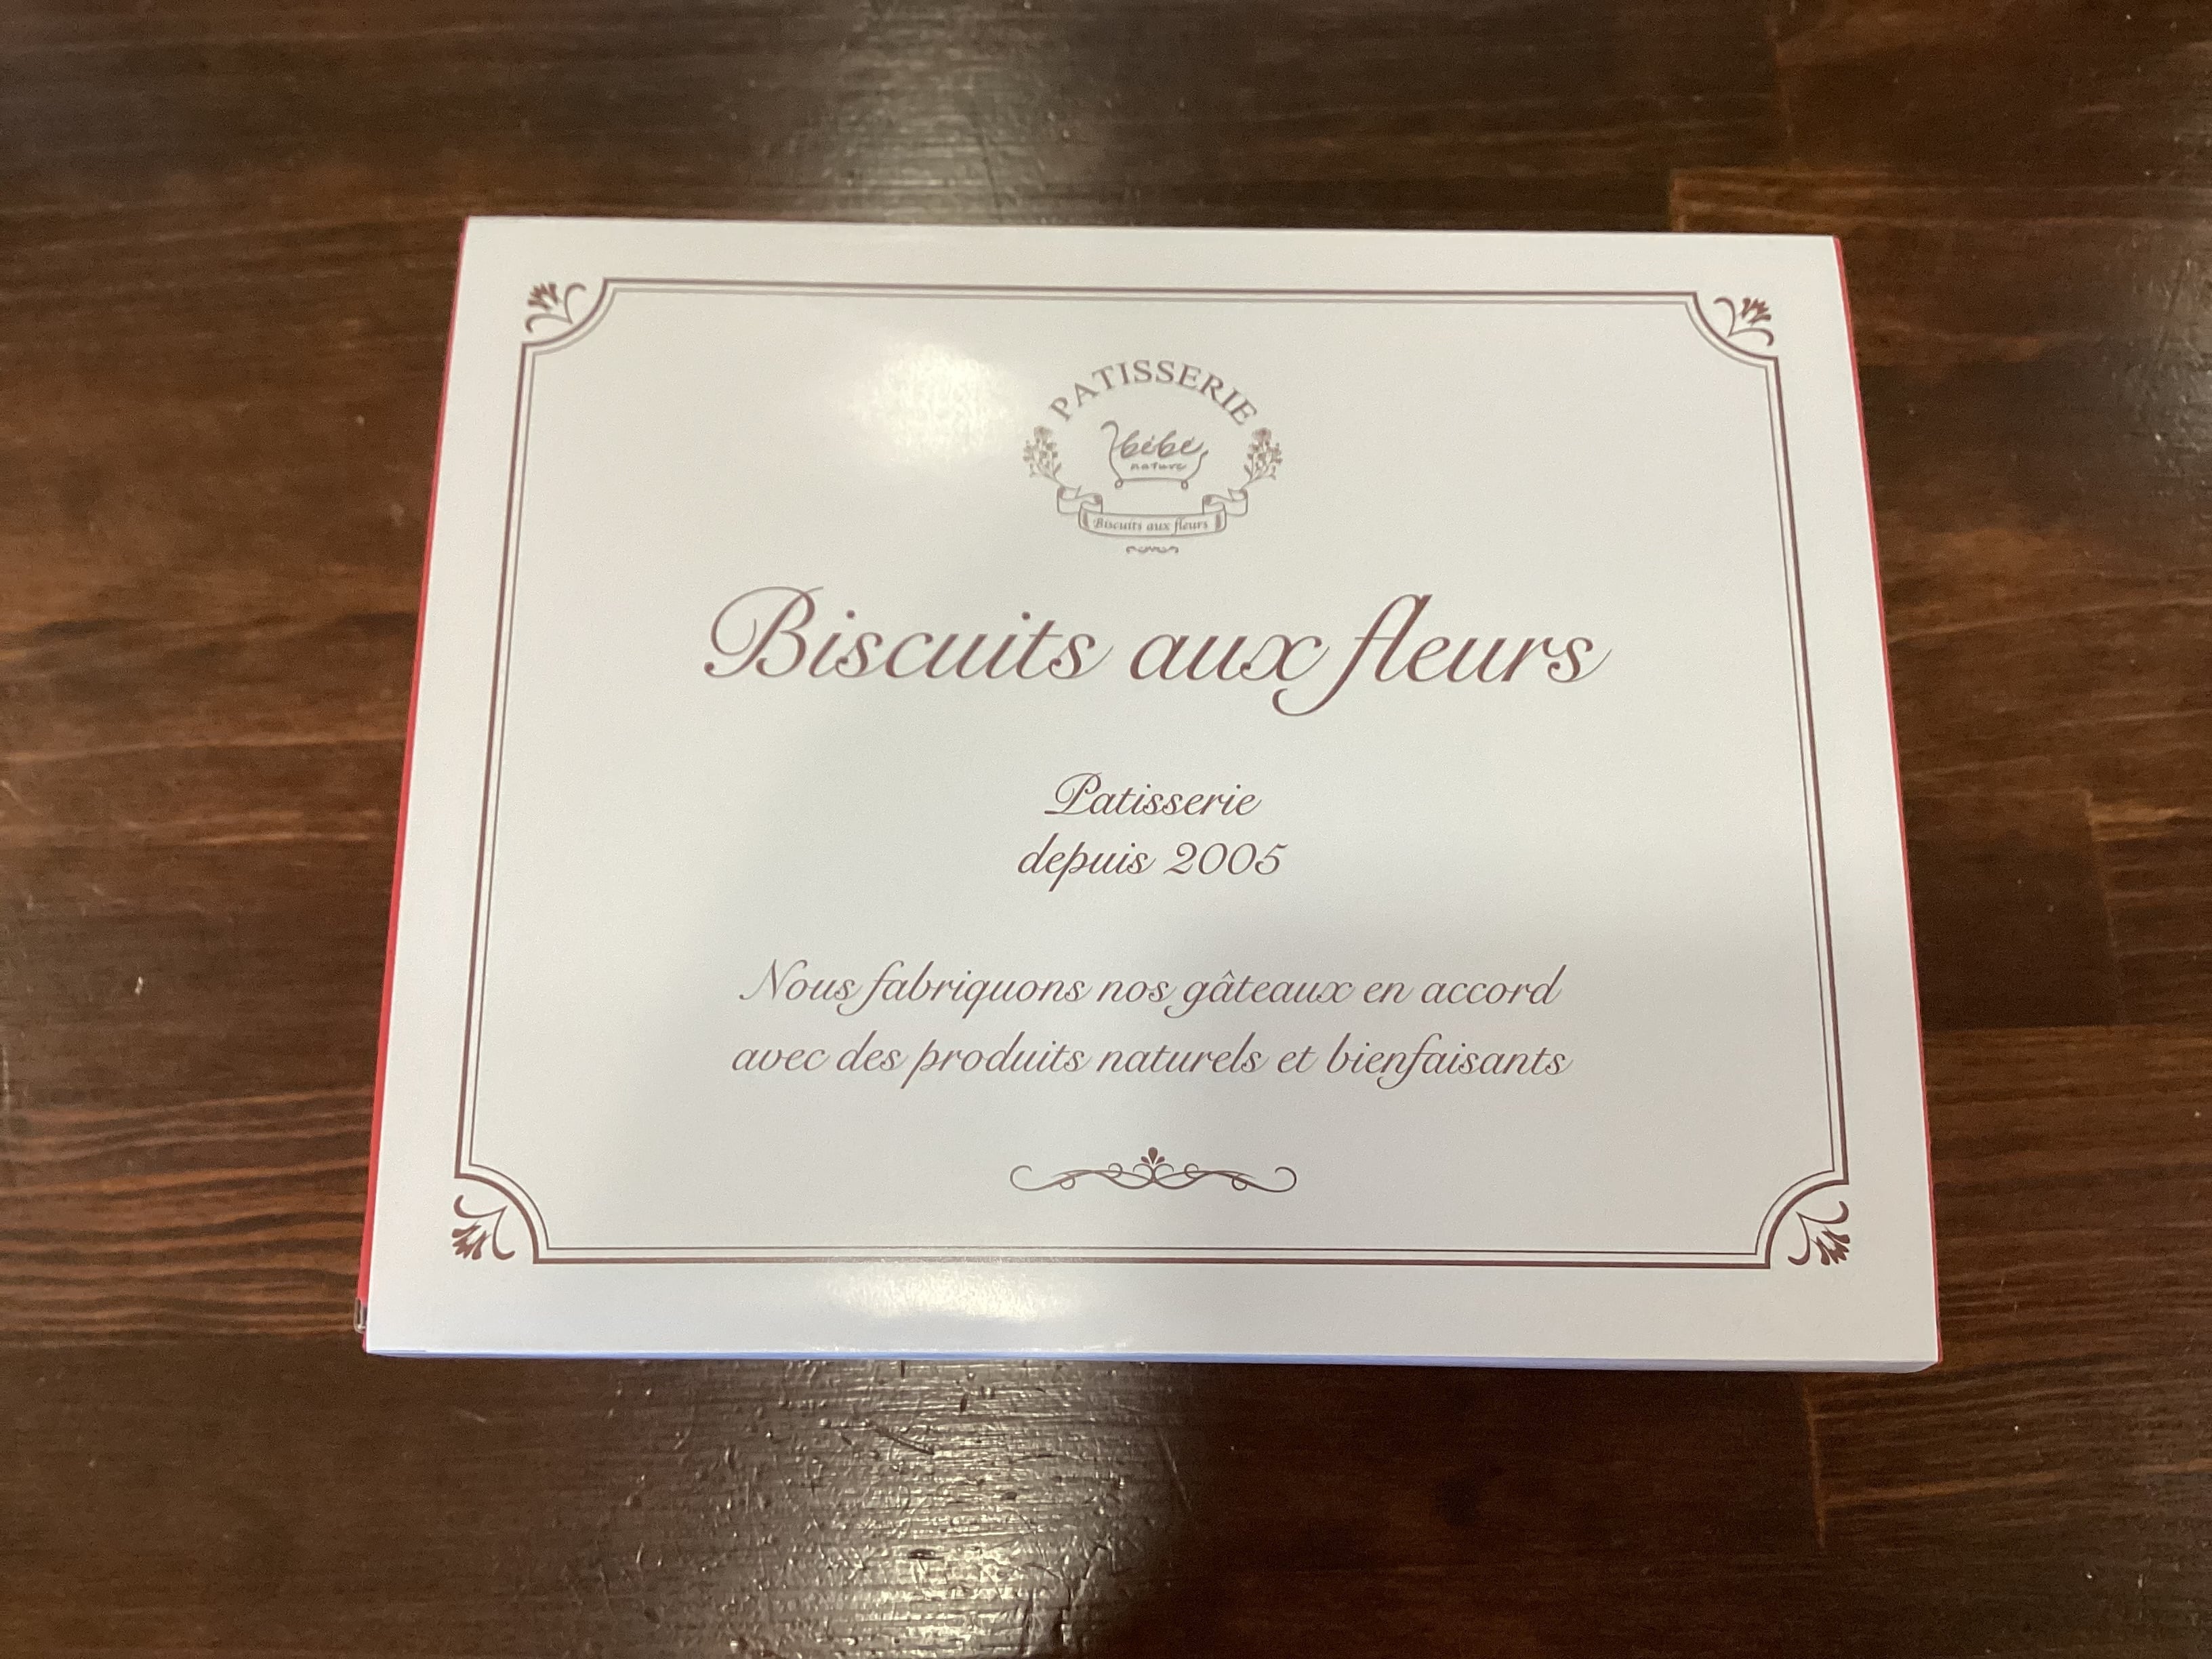 PATISSERIE
bébé
nature
Biscuits aux fleurs
Biscuits aux fleurs
Patisserie
depuis 2005
Nous fabriquons nos gâteaux en accord
avec des produits naturels et bienfaisants